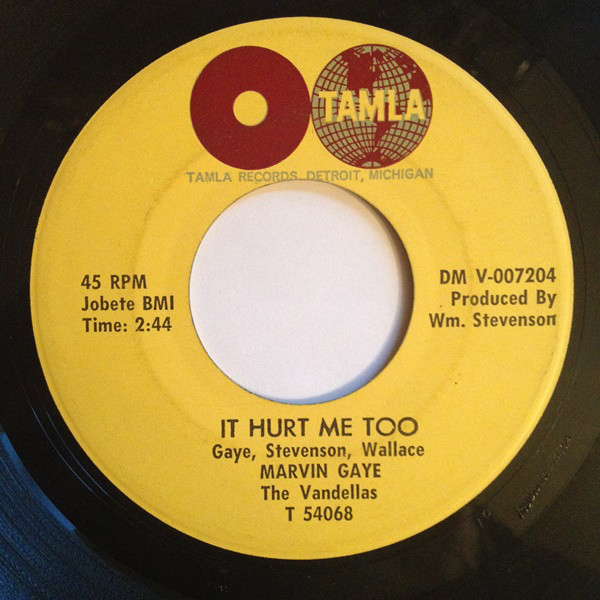 TAMLA
TAMLA RECORDS, DETROIT, MICHIGAN
45 RPM
Jobete BMI
Time: 2:44
DM V-007204
Produced By
Wm. Stevenson
IT HURT ME TOO
Gaye, Stevenson, Wallace
MARVIN GAYE
The Vandellas
T 54068